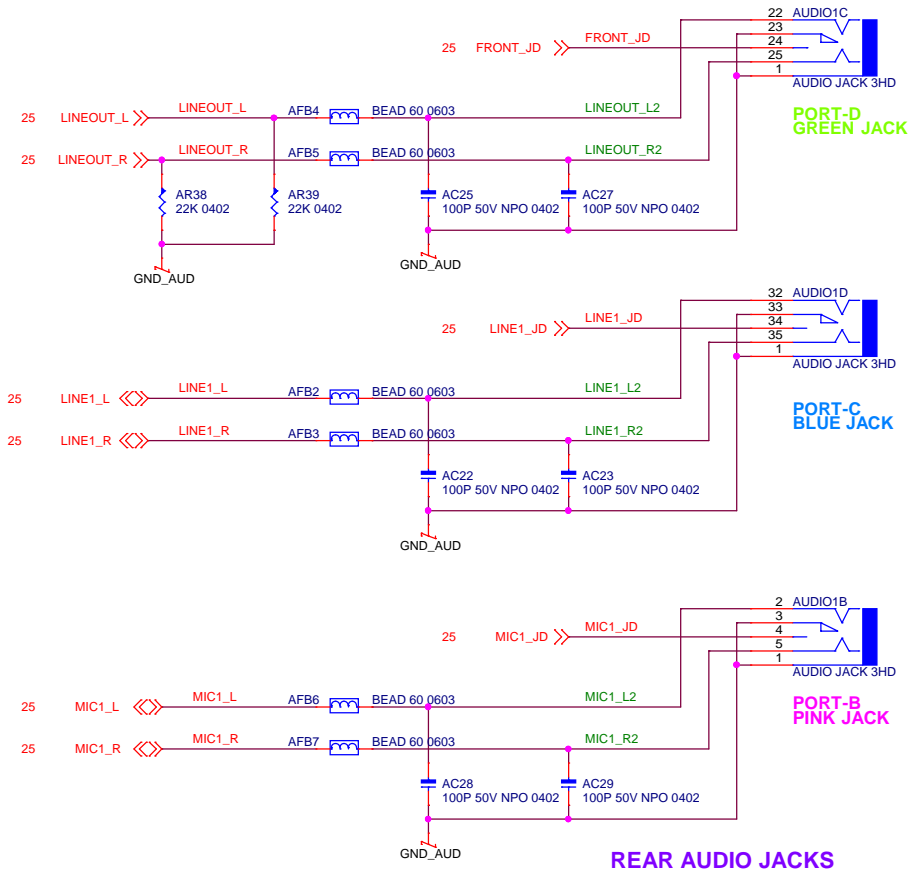 22 AUDIO1C
23
25 FRONT_JD FRONT_JD 24
25
1
AUDIO JACK 3HD
PORT-D
GREEN JACK
25 LINEOUT_L LINEOUT_L AFB4 BEAD 60 0603 LINEOUT_L2
25 LINEOUT_R LINEOUT_R AFB5 BEAD 60 0603 LINEOUT_R2
AR38 AR39 AC25 AC27
22K 0402 22K 0402 100P 50V NPO 0402 100P 50V NPO 0402
GND_AUD
GND_AUD
32 AUDIO1D
33
25 LINE1_JD LINE1_JD 34
35
1
AUDIO JACK 3HD
25 LINE1_L LINE1_L AFB2 BEAD 60 0603 LINE1_L2
PORT-C
BLUE JACK
25 LINE1_R LINE1_R AFB3 BEAD 60 0603 LINE1_R2
AC22 AC23
100P 50V NPO 0402 100P 50V NPO 0402
GND_AUD
2 AUDIO1B
3
25 MIC1_JD MIC1_JD 4
5
1
AUDIO JACK 3HD
25 MIC1_L MIC1_L AFB6 BEAD 60 0603 MIC1_L2
PORT-B
PINK JACK
25 MIC1_R MIC1_R AFB7 BEAD 60 0603 MIC1_R2
AC28 AC29
100P 50V NPO 0402 100P 50V NPO 0402
GND_AUD
REAR AUDIO JACKS